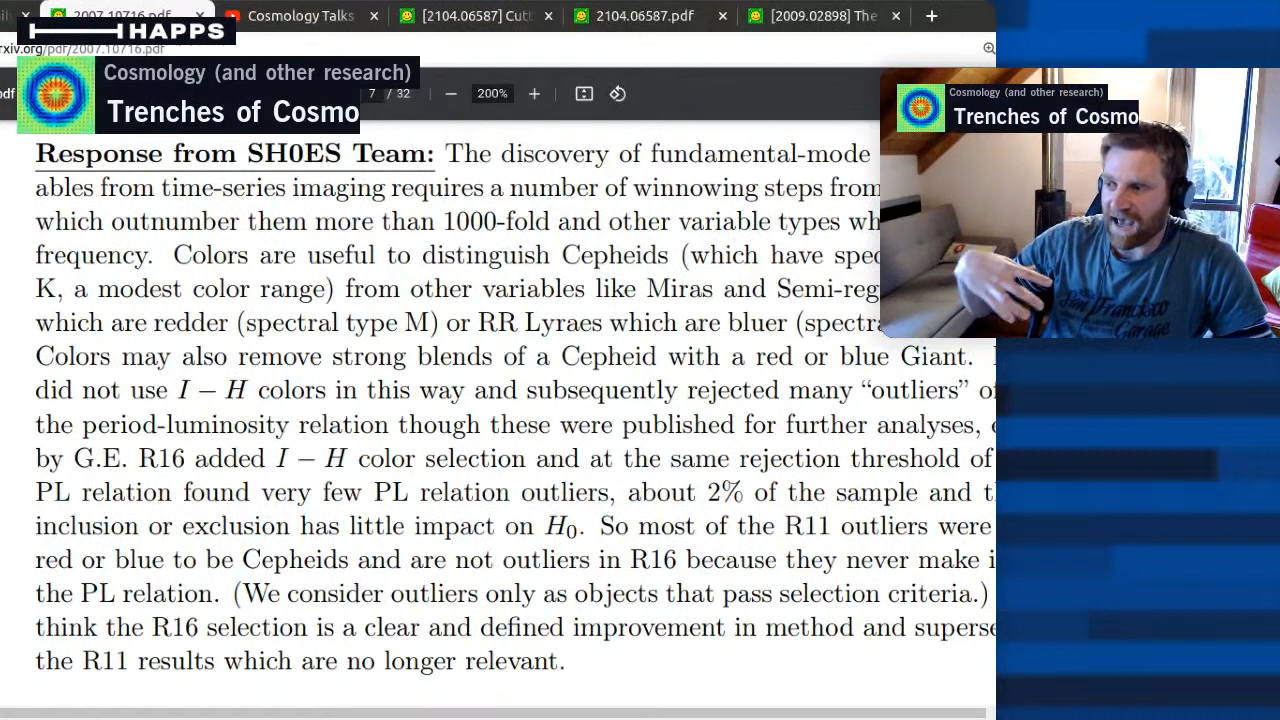 2007.10716.pdf
Cosmology Talks
[2104.06587] Cutt
2104.06587.pdf
[2009.02898] The
HAPPS
rxiv.org/pdf/2007.10716.pdf
Cosmology (and other research)
Trenches of Cosmo
7 / 32
200%
Cosmology (and other research)
Trenches of Cosmo
Response from SH0ES Team: The discovery of fundamental-mode
ables from time-series imaging requires a number of winnowing steps from
which outnumber them more than 1000-fold and other variable types wh
frequency. Colors are useful to distinguish Cepheids (which have spec
K, a modest color range) from other variables like Miras and Semi-reg
which are redder (spectral type M) or RR Lyraes which are bluer (spectra
Colors may also remove strong blends of a Cepheid with a red or blue Giant.
did not use I − H colors in this way and subsequently rejected many “outliers” o
the period-luminosity relation though these were published for further analyses,
by G.E. R16 added I − H color selection and at the same rejection threshold of
PL relation found very few PL relation outliers, about 2% of the sample and t
inclusion or exclusion has little impact on H0. So most of the R11 outliers were
red or blue to be Cepheids and are not outliers in R16 because they never make i
the PL relation. (We consider outliers only as objects that pass selection criteria.)
think the R16 selection is a clear and defined improvement in method and superse
the R11 results which are no longer relevant.